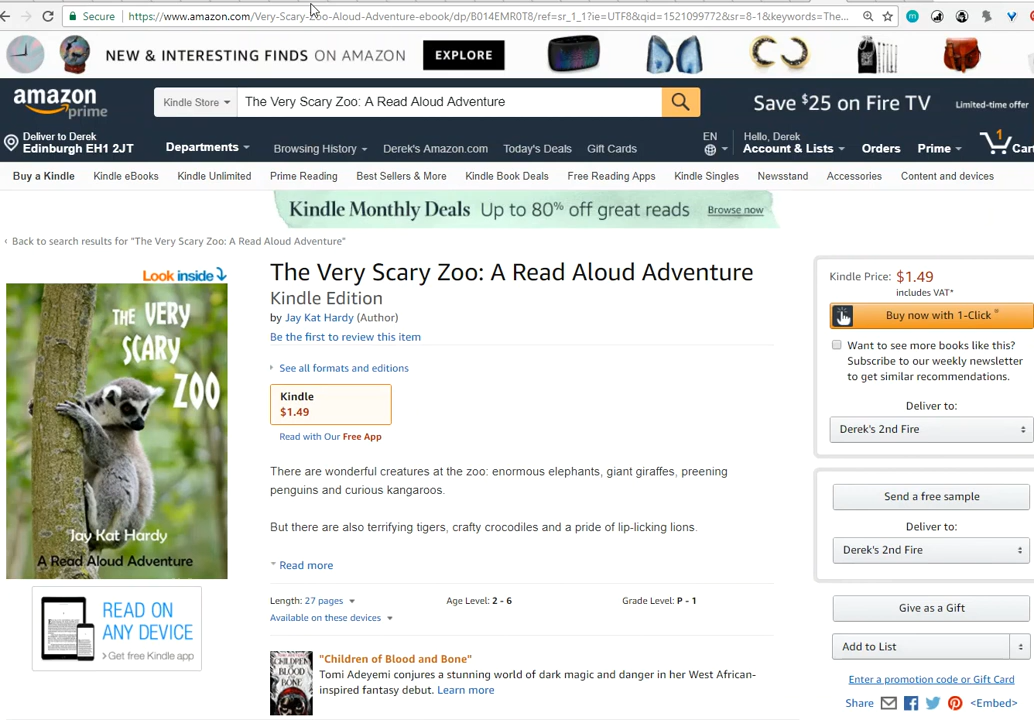 Secure
https://www.amazon.com/Very-Scary-Zoo-Aloud-Adventure-ebook/dp/B014EMR0T8/ref=sr_1_1?ie=UTF8&qid=1521099772&sr=8-1&keywords=The...
NEW & INTERESTING FINDS ON AMAZON
EXPLORE
amazon
prime
Kindle Store
The Very Scary Zoo: A Read Aloud Adventure
Save $25 on Fire TV
Limited-time offer
Deliver to Derek
Edinburgh EH1 2JT
Departments
Browsing History
Derek's Amazon.com
Today's Deals
Gift Cards
EN
Hello, Derek
Account & Lists
Orders
Prime
1
Cart
Buy a Kindle
Kindle eBooks
Kindle Unlimited
Prime Reading
Best Sellers & More
Kindle Book Deals
Free Reading Apps
Kindle Singles
Newsstand
Accessories
Content and devices
Kindle Monthly Deals Up to 80% off great reads Browse now
‹ Back to search results for "The Very Scary Zoo: A Read Aloud Adventure"
Look inside
THE VERY
SCARY
ZOO
Jay Kat Hardy
A Read Aloud Adventure
READ ON
ANY DEVICE
›Get free Kindle app
The Very Scary Zoo: A Read Aloud Adventure
Kindle Edition
by Jay Kat Hardy (Author)
Be the first to review this item
See all formats and editions
Kindle
$1.49
Read with Our Free App
There are wonderful creatures at the zoo: enormous elephants, giant giraffes, preening
penguins and curious kangaroos.
But there are also terrifying tigers, crafty crocodiles and a pride of lip-licking lions.
Read more
Length: 27 pages
Age Level: 2 - 6
Grade Level: P - 1
Available on these devices
CHILDREN
OF
BLOOD
AND
BONE
"Children of Blood and Bone"
Tomi Adeyemi conjures a stunning world of dark magic and danger in her West African-
inspired fantasy debut. Learn more
Kindle Price: $1.49
includes VAT*
Buy now with 1-Click ®
Want to see more books like this?
Subscribe to our weekly newsletter
to get similar recommendations.
Deliver to:
Derek's 2nd Fire
Send a free sample
Deliver to:
Derek's 2nd Fire
Give as a Gift
Add to List
Enter a promotion code or Gift Card
Share
<Embed>